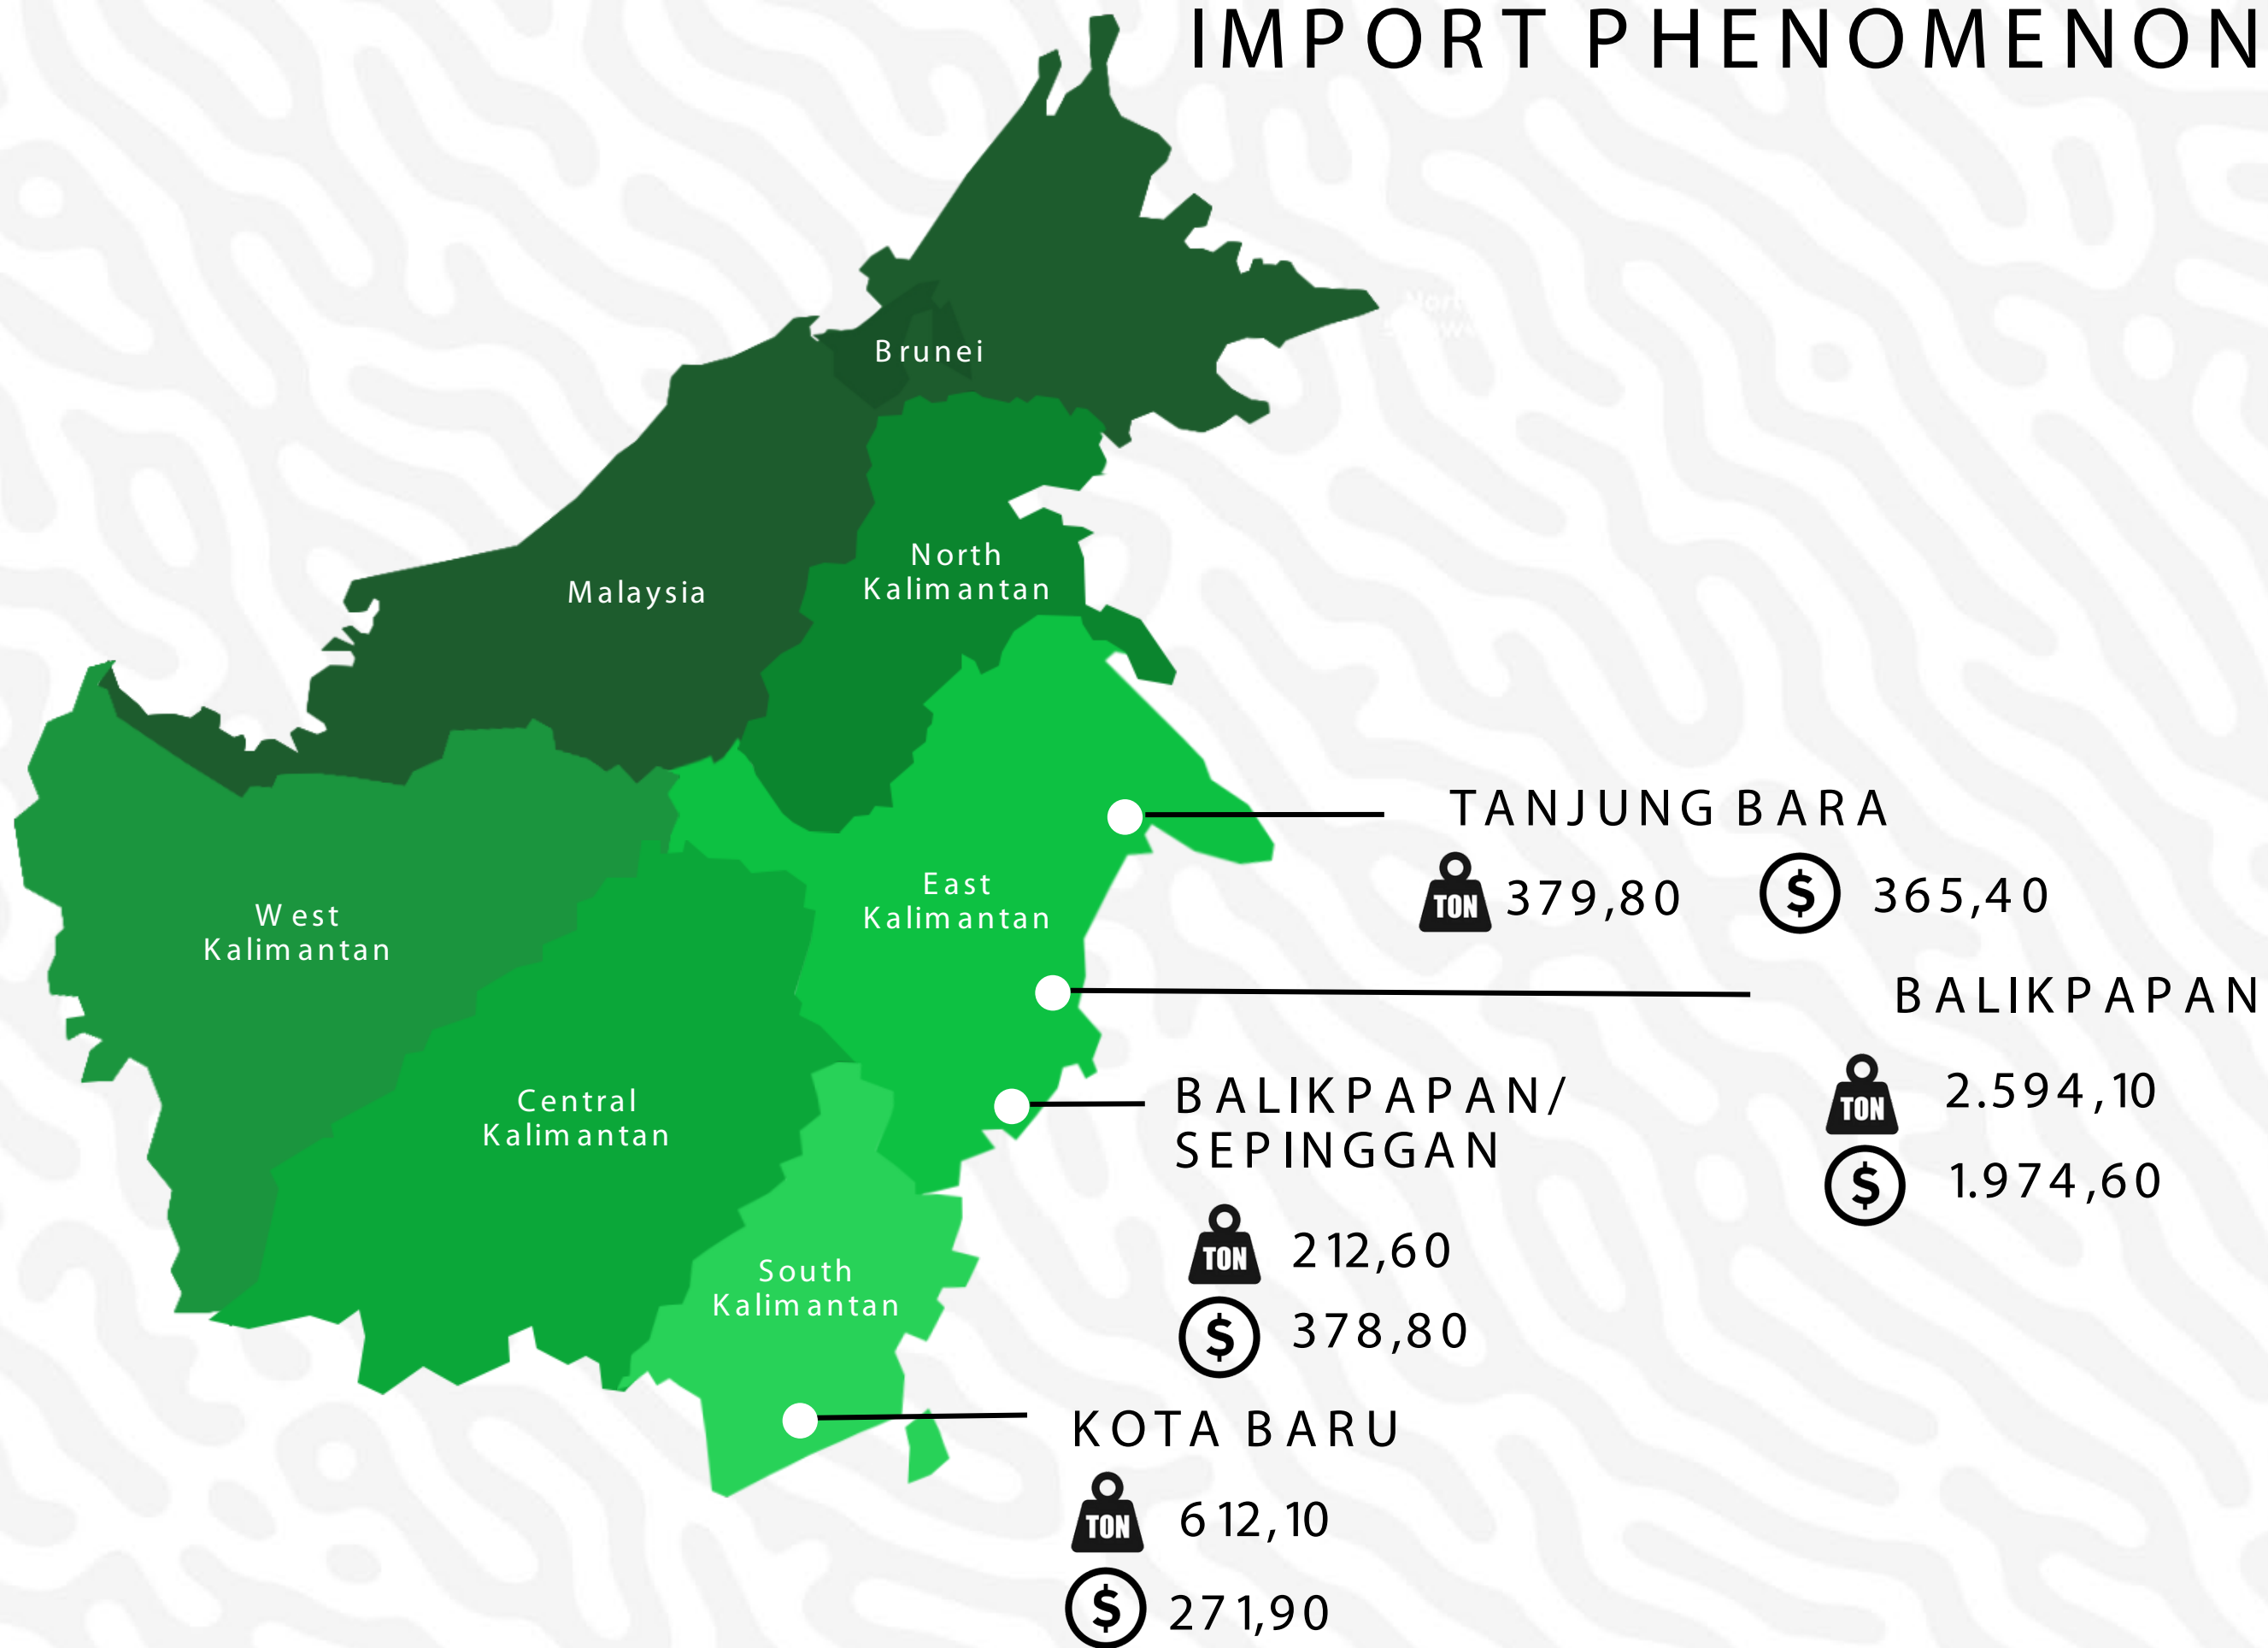 IMPORT PHENOMENON
Brunei
North
Kalimantan
Malaysia
East
Kalimantan
West
Kalimantan
Central
Kalimantan
South
Kalimantan
TANJUNG BARA
TON 379,80 $ 365,40
BALIKPAPAN
TON 2.594,10
$ 1.974,60
BALIKPAPAN/
SEPINGGAN
TON 212,60
$ 378,80
KOTA BARU
TON 612,10
$ 271,90